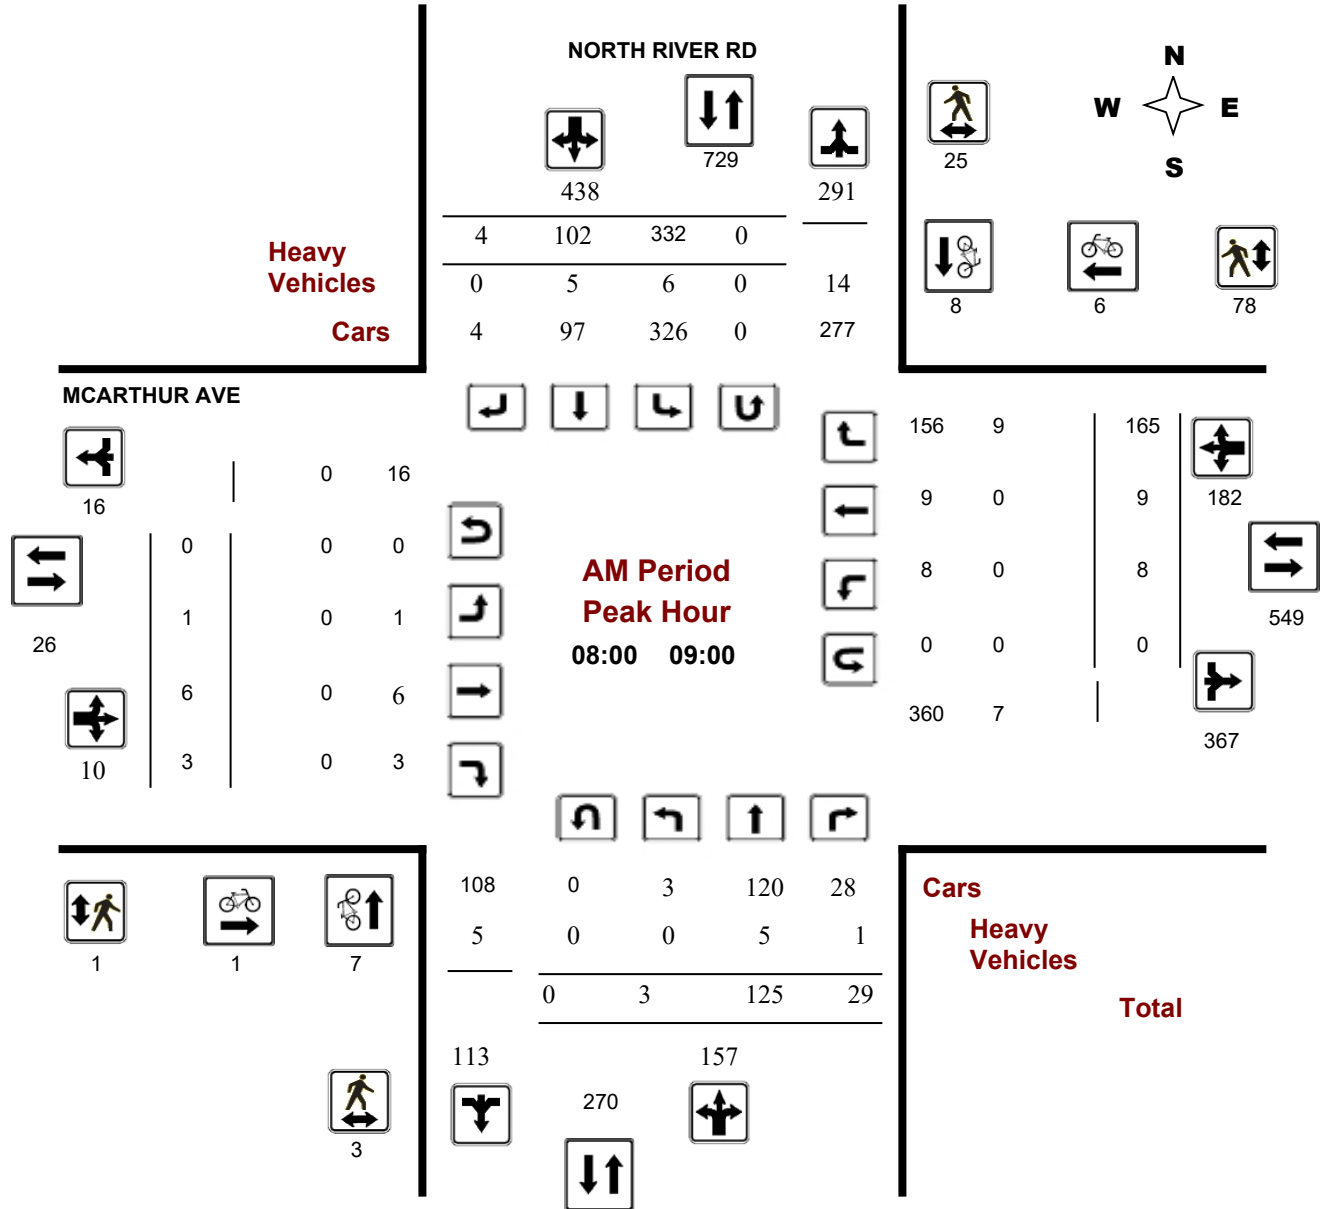 NORTH RIVER RD
N
W E
S
729
25
438
291
4 102 332 0
Heavy
Vehicles
0 5 6 0 14
8 6 78
Cars
4 97 326 0 277
MCARTHUR AVE
156 9 165
0 16
16
9 0 9
182
0 0 0
AM Period
8 0 8
Peak Hour
1 0 1
549
26
08:00 09:00
0 0 0
6 0 6
360 7
367
3 0 3
10
108 0 3 120 28
Cars
5 0 0 5 1
Heavy
Vehicles
1 1 7
0 3 125 29
Total
113 157
270
3